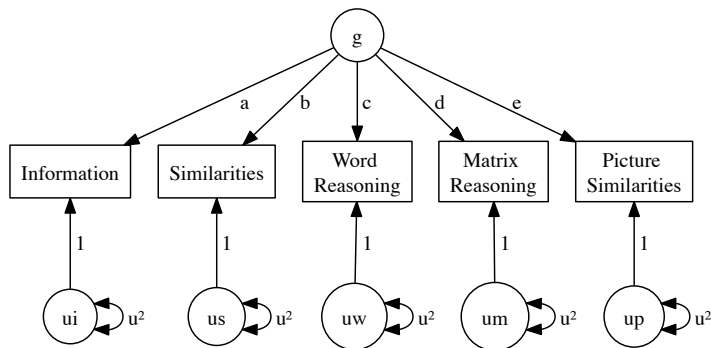 g
a
b
c
d
e
Information
Similarities
Word
Reasoning
Matrix
Reasoning
Picture
Similarities
1
1
1
1
1
ui
u²
us
u²
uw
u²
um
u²
up
u²